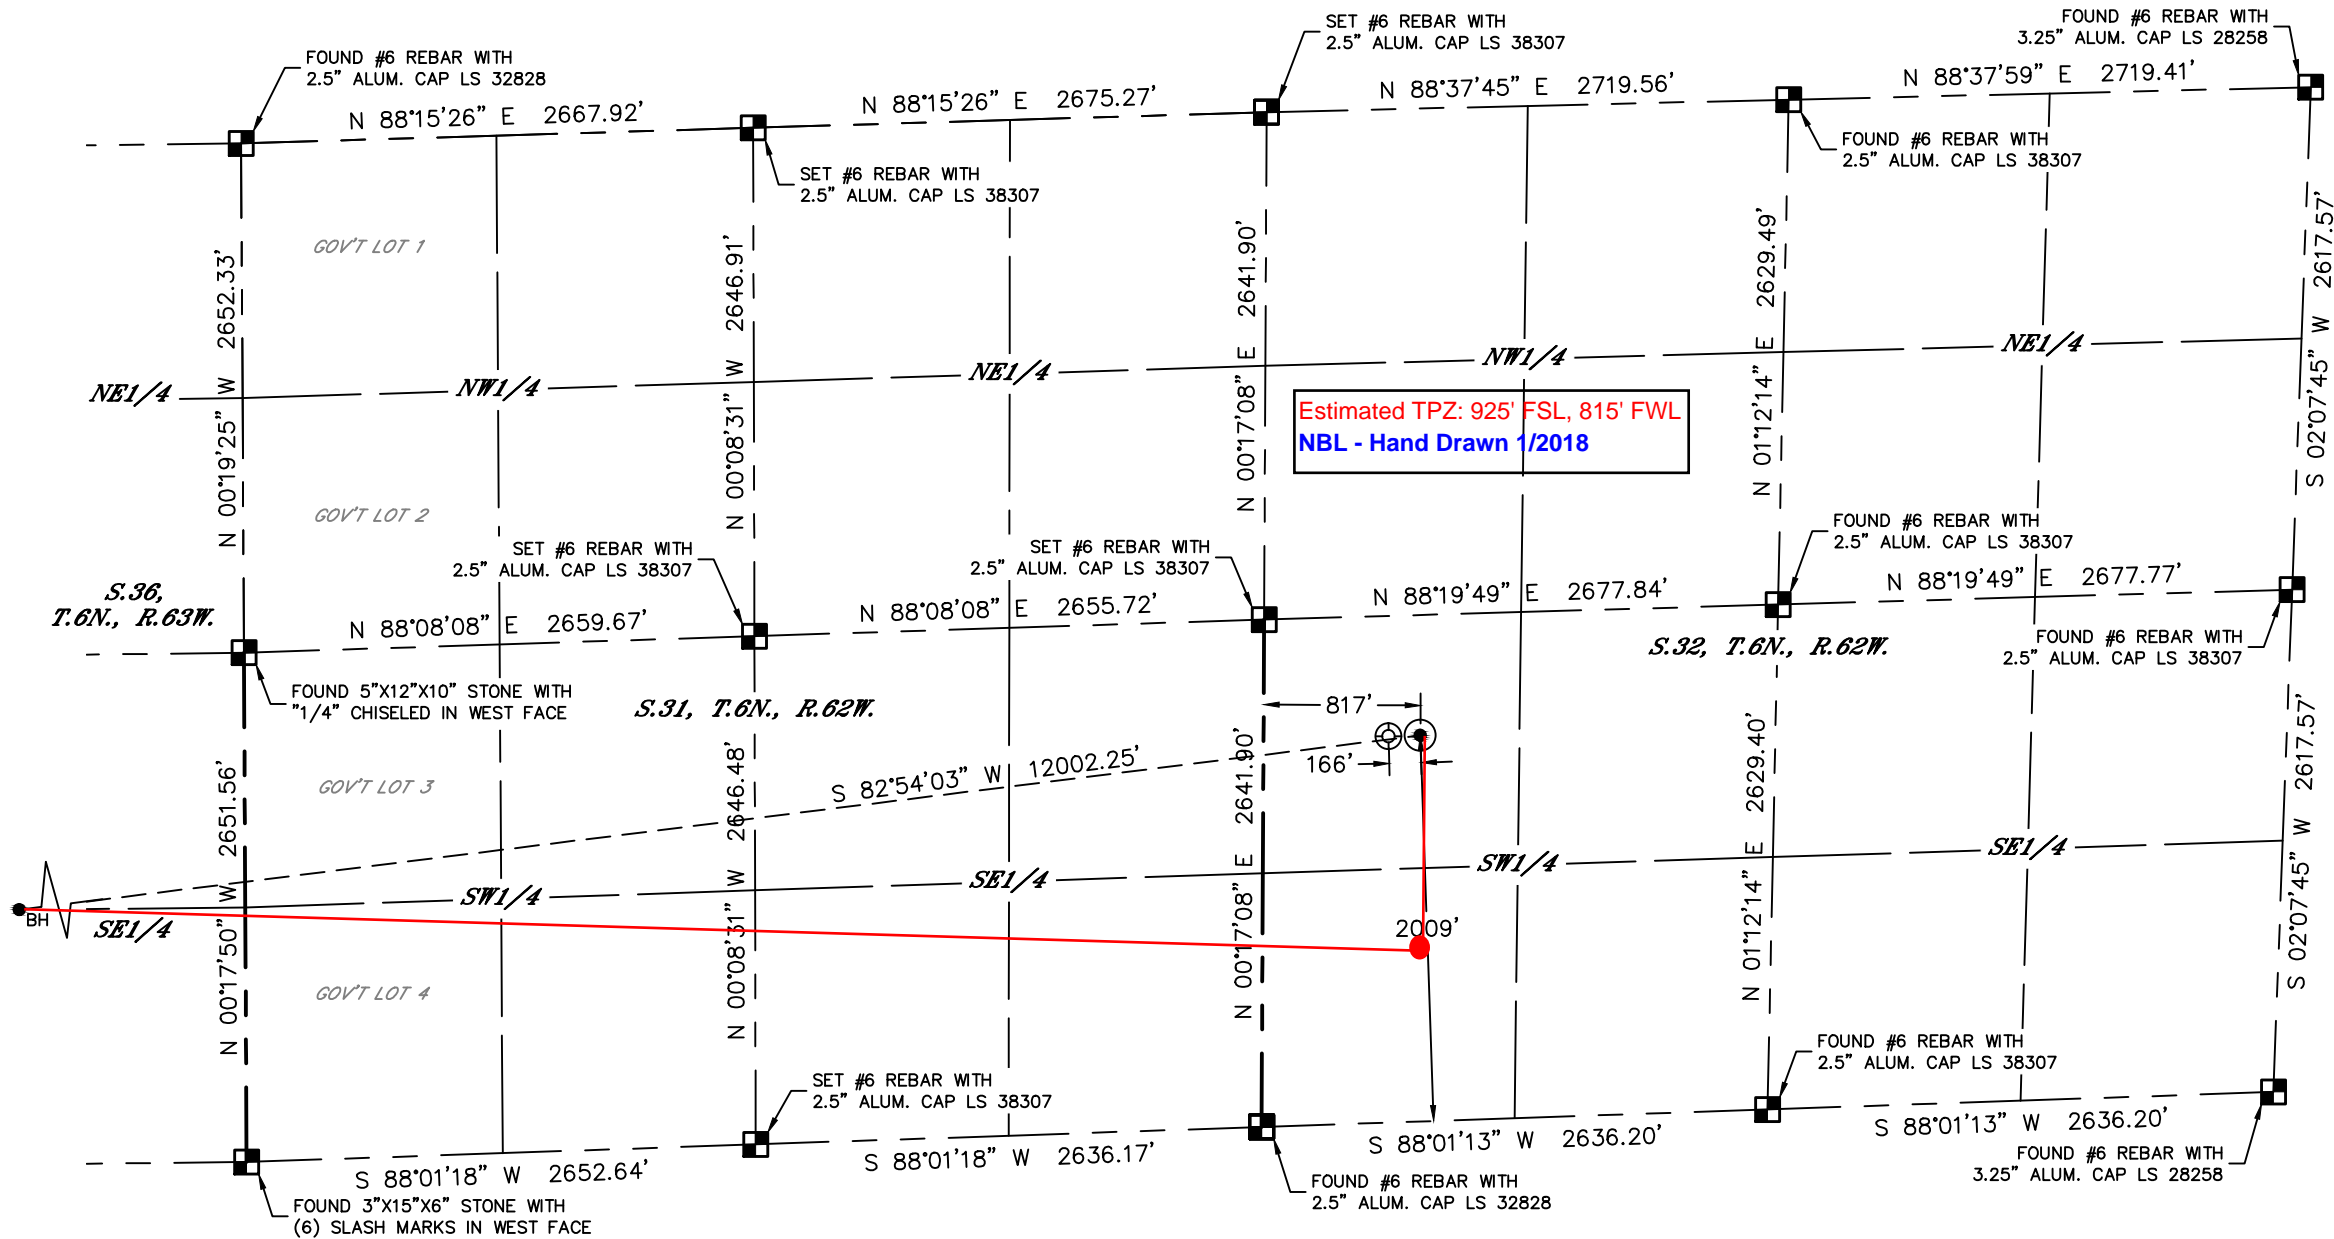 FOUND #6 REBAR WITH
2.5" ALUM. CAP LS 32828
SET #6 REBAR WITH
2.5" ALUM. CAP LS 38307
FOUND #6 REBAR WITH
3.25" ALUM. CAP LS 28258
N 88°15'26" E 2667.92'
N 88°15'26" E 2675.27'
N 88°37'45" E 2719.56'
N 88°37'59" E 2719.41'
SET #6 REBAR WITH
2.5" ALUM. CAP LS 38307
FOUND #6 REBAR WITH
2.5" ALUM. CAP LS 38307
GOV'T LOT 1
N 00°19'25" W 2652.33'
N 00°08'31" W 2646.91'
N 00°17'08" E 2641.90'
N 01°12'14" E 2629.49'
S 02°07'45" W 2617.57'
NE1/4
NW1/4
NE1/4
NW1/4
NE1/4
Estimated TPZ: 925' FSL, 815' FWL
NBL - Hand Drawn 1/2018
GOV'T LOT 2
SET #6 REBAR WITH
2.5" ALUM. CAP LS 38307
SET #6 REBAR WITH
2.5" ALUM. CAP LS 38307
FOUND #6 REBAR WITH
2.5" ALUM. CAP LS 38307
S.36,
T.6N., R.63W.
N 88°08'08" E 2659.67'
N 88°08'08" E 2655.72'
N 88°19'49" E 2677.84'
N 88°19'49" E 2677.77'
S.32, T.6N., R.62W.
FOUND #6 REBAR WITH
2.5" ALUM. CAP LS 38307
FOUND 5"X12"X10" STONE WITH
"1/4" CHISELED IN WEST FACE
S.31, T.6N., R.62W.
817'
166'
S 82°54'03" W 12002.25'
GOV'T LOT 3
N 00°17'50" W 2651.56'
N 00°08'31" W 2646.48'
N 00°17'08" E 2641.90'
N 01°12'14" E 2629.40'
S 02°07'45" W 2617.57'
BH
SE1/4
SW1/4
SE1/4
SW1/4
SE1/4
2009'
GOV'T LOT 4
SET #6 REBAR WITH
2.5" ALUM. CAP LS 38307
FOUND #6 REBAR WITH
2.5" ALUM. CAP LS 38307
S 88°01'18" W 2652.64'
S 88°01'18" W 2636.17'
S 88°01'13" W 2636.20'
S 88°01'13" W 2636.20'
FOUND 3"X15"X6" STONE WITH
(6) SLASH MARKS IN WEST FACE
FOUND #6 REBAR WITH
2.5" ALUM. CAP LS 32828
FOUND #6 REBAR WITH
3.25" ALUM. CAP LS 28258